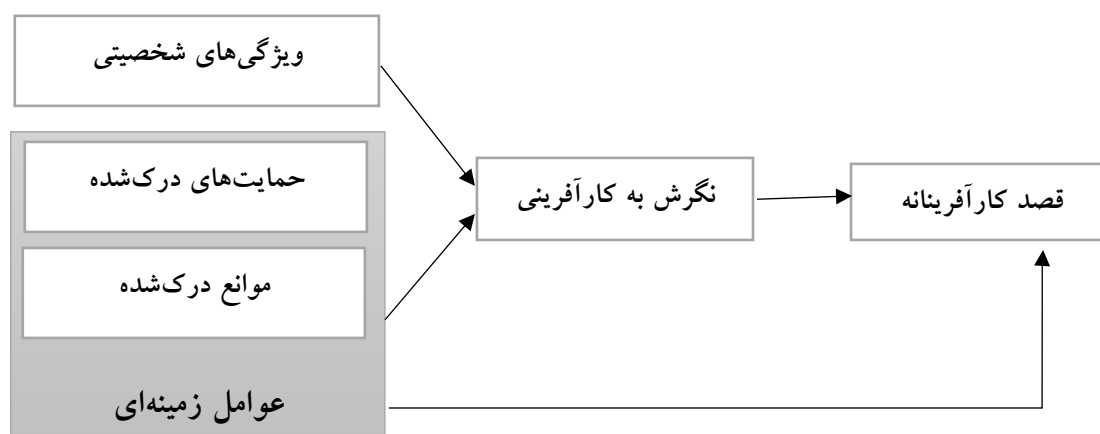 ویژگی‌های شخصیتی
حمایت‌های درک‌شده
موانع درک‌شده
عوامل زمینه‌ای
نگرش به کارآفرینی
قصد کارآفرینانه